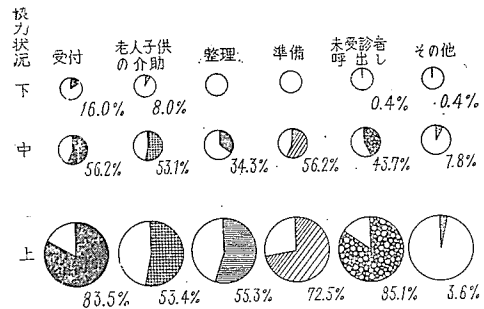 協力状況
受付
老人子供の介助
整理
準備
未受診者呼出し
その他
下
16.0%
8.0%
0.4%
0.4%
中
56.2%
53.1%
34.3%
56.2%
43.7%
7.8%
上
83.5%
53.4%
55.3%
72.5%
85.1%
3.6%